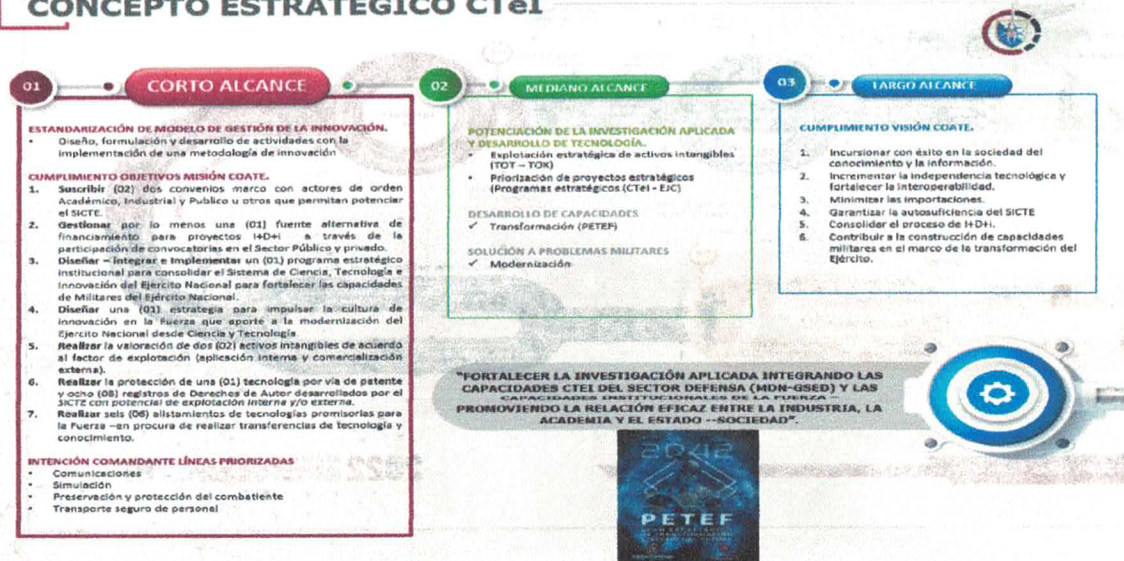 CONCEPTO ESTRATÉGICO CTeI
01
CORTO ALCANCE
ESTANDARIZACIÓN DE MODELO DE GESTIÓN DE LA INNOVACIÓN.
• Diseño, formulación y desarrollo de actividades con la
implementación de una metodología de innovación
CUMPLIMIENTO OBJETIVOS MISIÓN COATE.
1. Suscribir (02) dos convenios marco con actores de orden
Académico, Industrial y Publico u otros que permitan potenciar
el SICTE.
2. Gestionar por lo menos una (01) fuente alternativa de
financiamiento para proyectos I+D+i a través de la
participación de convocatorias en el Sector Público y privado.
3. Diseñar – integrar e Implementar un (01) programa estratégico
institucional para consolidar el Sistema de Ciencia, Tecnología e
Innovación del Ejercito Nacional para fortalecer las capacidades
de Militares del Ejército Nacional.
4. Diseñar una (01) estrategia para impulsar la cultura de
innovación en la Fuerza que aporté a la modernización del
Ejercito Nacional desde Ciencia y Tecnología.
5. Realizar la valoración de dos (02) activos intangibles de acuerdo
al factor de explotación (aplicación interna y comercialización
externa).
6. Realizar la protección de una (01) tecnología por vía de patente
y ocho (08) registros de Derechos de Autor desarrollados por el
SICTE con potencial de explotación interna y/o externa.
7. Realizar seis (06) alistamientos de tecnologías promisorias para
la Fuerza –en procura de realizar transferencias de tecnología y
conocimiento.
INTENCIÓN COMANDANTE LÍNEAS PRIORIZADAS
• Comunicaciones
• Simulación
• Preservación y protección del combatiente
• Transporte seguro de personal
02
MEDIANO ALCANCE
POTENCIACIÓN DE LA INVESTIGACIÓN APLICADA
Y DESARROLLO DE TECNOLOGÍA.
• Explotación estratégica de activos intangibles
(TOT – TOK)
• Priorización de proyectos estratégicos
(Programas estratégicos (CTeI - EJC)
DESARROLLO DE CAPACIDADES
✓ Transformación (PETEF)
SOLUCIÓN A PROBLEMAS MILITARES
✓ Modernización
03
LARGO ALCANCE
CUMPLIMIENTO VISIÓN COATE.
1. Incursionar con éxito en la sociedad del
conocimiento y la información.
2. Incrementar la independencia tecnológica y
fortalecer la interoperabilidad.
3. Minimizar las importaciones.
4. Garantizar la autosuficiencia del SICTE
5. Consolidar el proceso de I+D+i.
6. Contribuir a la construcción de capacidades
militares en el marco de la transformación del
Ejército.
"FORTALECER LA INVESTIGACIÓN APLICADA INTEGRANDO LAS
CAPACIDADES CTEI DEL SECTOR DEFENSA (MDN-GSED) Y LAS
CAPACIDADES INSTITUCIONALES DE LA FUERZA –
PROMOVIENDO LA RELACIÓN EFICAZ ENTRE LA INDUSTRIA, LA
ACADEMIA Y EL ESTADO --SOCIEDAD".
2042
PETEF